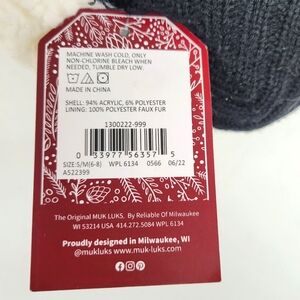 MACHINE WASH COLD, ONLY
NON-CHLORINE BLEACH WHEN
NEEDED, TUMBLE DRY LOW.
MADE IN CHINA
SHELL: 94% ACRYLIC, 6% POLYESTER
LINING: 100% POLYESTER FAUX FUR
1300222-999
0 33977 56357 5
SIZE:S/M(6-8) WPL 6134 0566 06/22
A522399
The Original MUK LUKS. By Reliable Of Milwaukee
WI 53214 USA 414.272.5084 WPL 6134
Proudly designed in Milwaukee, WI
@mukluks www.muk-luks.com